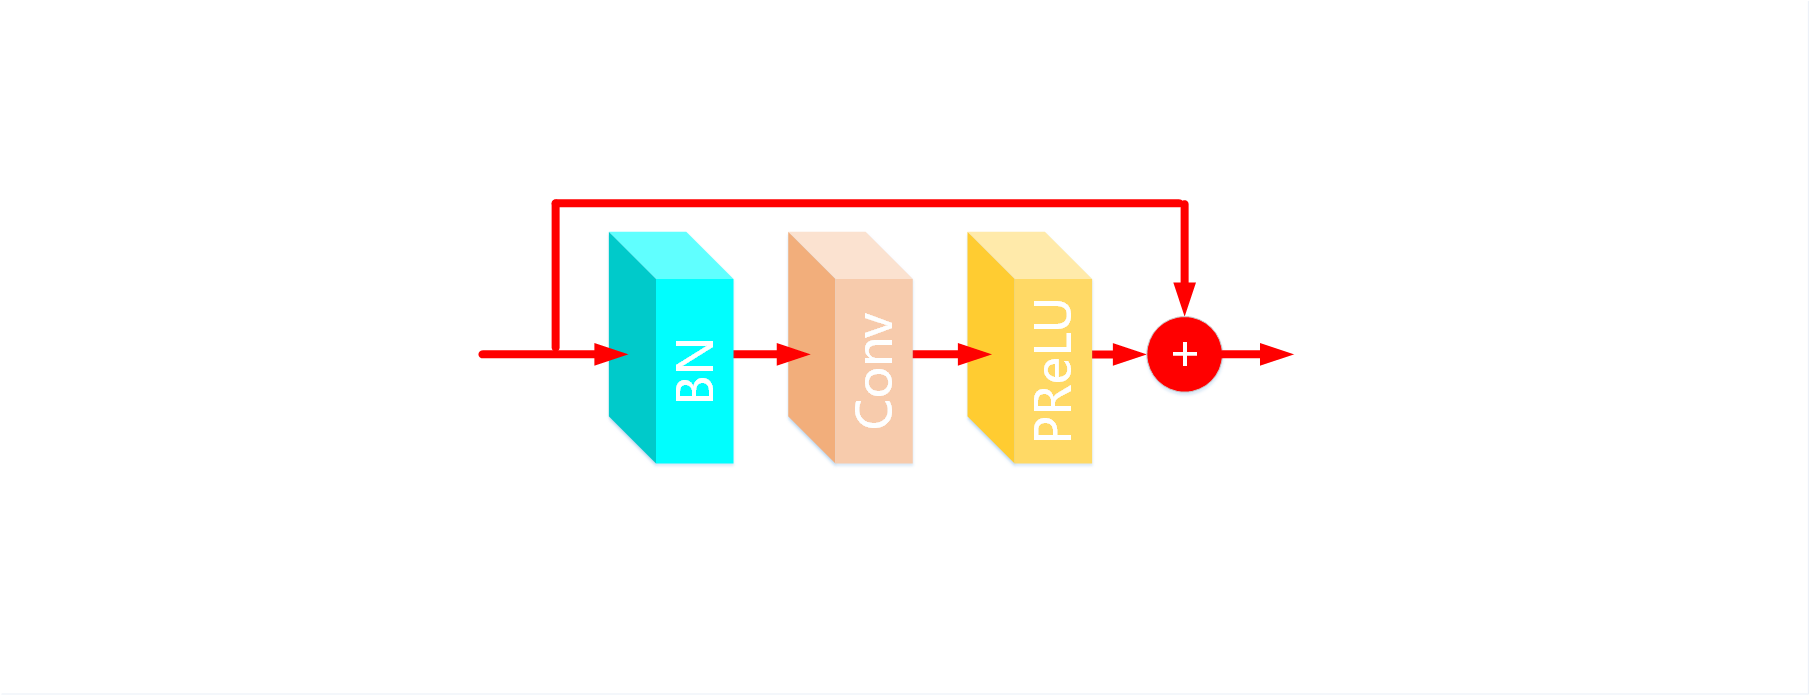 BN
Conv
PReLU
+